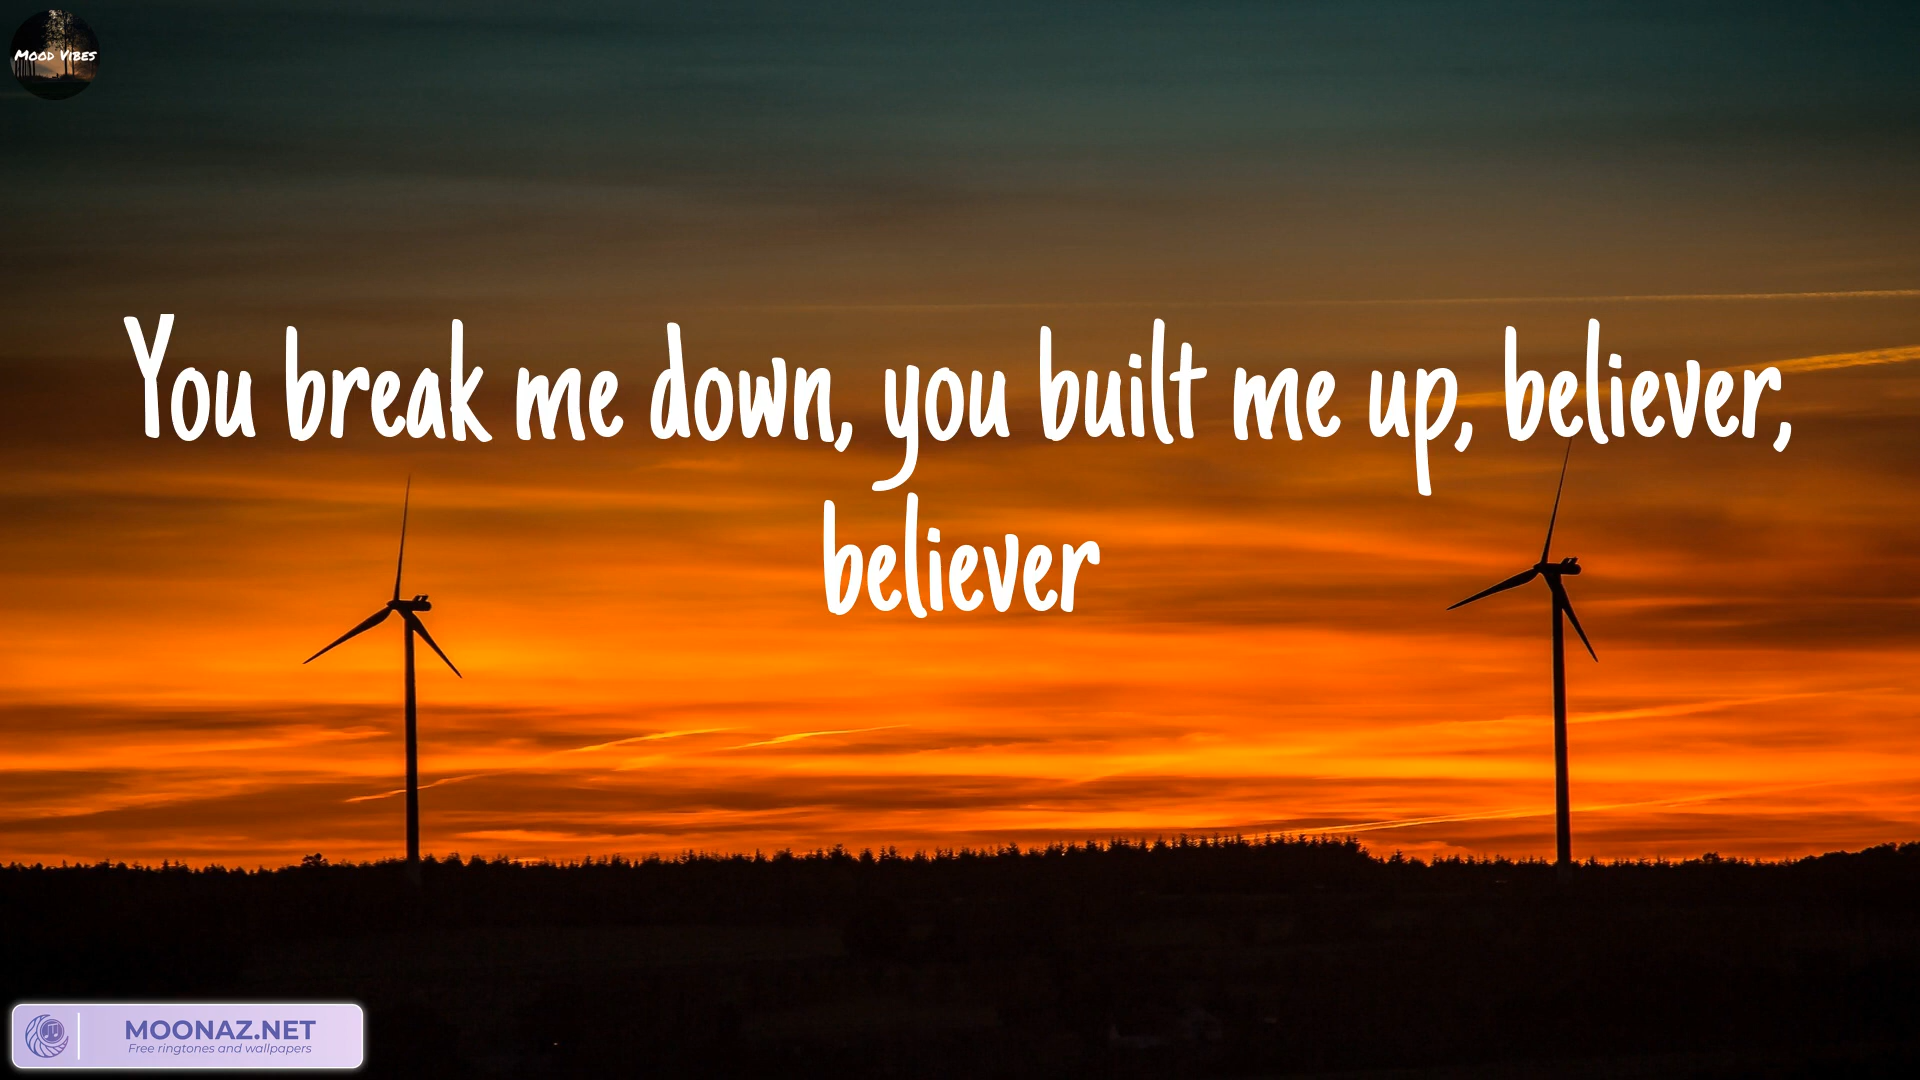 Mood Vibes
You break me down, you built me up, believer,
believer
MOONAZ.NET
Free ringtones and wallpapers